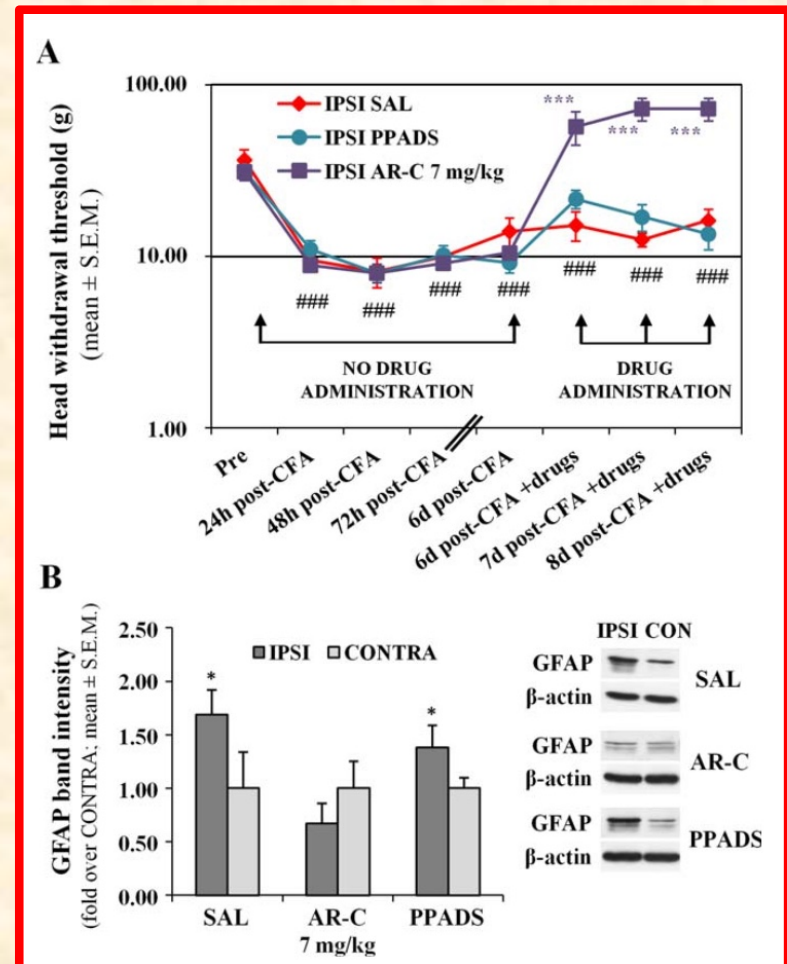 A
Head withdrawal threshold (g)
(mean ± S.E.M.)
100.00
10.00
1.00
IPSI SAL
IPSI PPADS
IPSI AR-C 7 mg/kg
***
***
***
###
###
###
###
###
###
###
NO DRUG
ADMINISTRATION
DRUG
ADMINISTRATION
Pre
24h post-CFA
48h post-CFA
72h post-CFA
6d post-CFA
6d post-CFA +drugs
7d post-CFA +drugs
8d post-CFA +drugs
B
GFAP band intensity
(fold over CONTRA; mean ± S.E.M.)
2.50
2.00
1.50
1.00
0.50
0.00
IPSI
CONTRA
*
*
SAL
AR-C
7 mg/kg
PPADS
IPSI CON
GFAP
β-actin
SAL
GFAP
β-actin
AR-C
GFAP
β-actin
PPADS